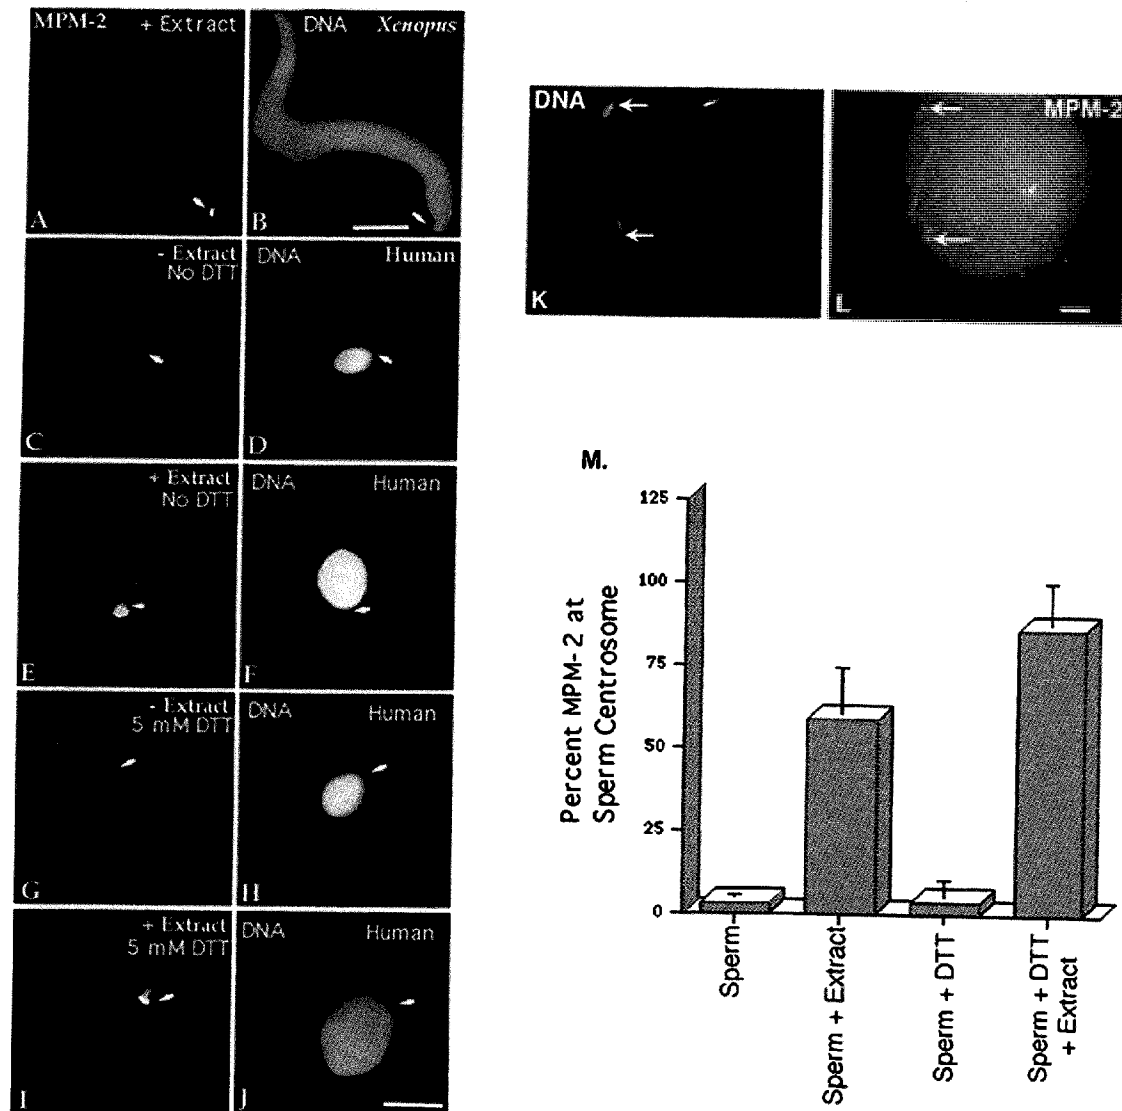 MPM-2 + Extract
DNA Xenopus
A
B
- Extract
No DTT
DNA Human
C
D
+ Extract
No DTT
DNA Human
E
F
- Extract
5 mM DTT
DNA Human
G
H
+ Extract
5 mM DTT
DNA Human
I
J
DNA
MPM-2
K
L
M.
Percent MPM-2 at
Sperm Centrosome
125
100
75
50
25
0
Sperm
Sperm + Extract
Sperm + DTT
Sperm + DTT
+ Extract